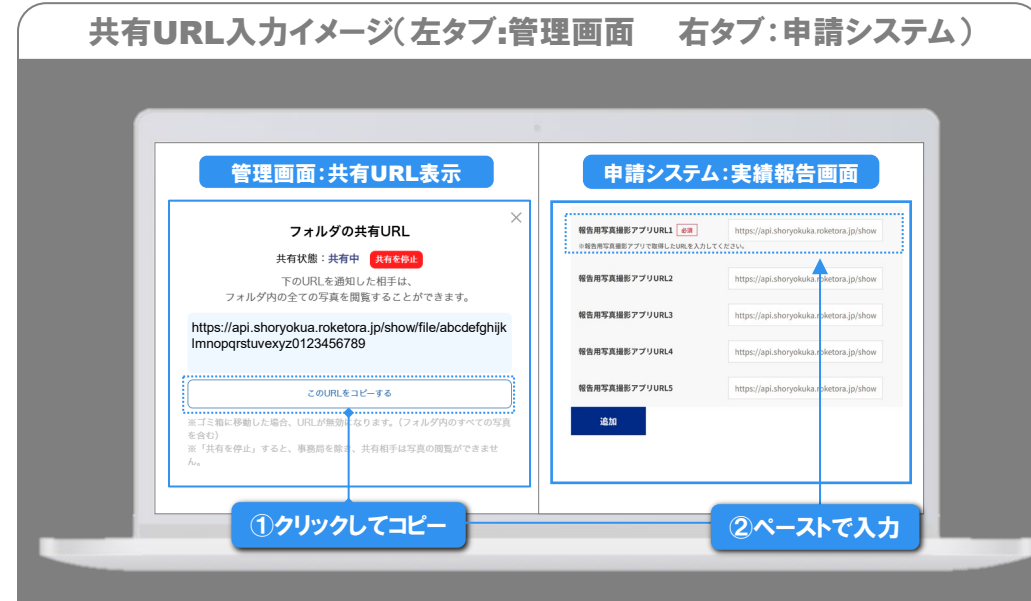 共有URL入力イメージ(左タブ:管理画面　右タブ:申請システム)
管理画面:共有URL表示
フォルダの共有URL
共有状態:共有中 共有を停止
下のURLを通知した相手は、
フォルダ内の全ての写真を閲覧することができます。
https://api.shoryokua.roketora.jp/show/file/abcdefghijk
lmnopqrstuvexyz0123456789
このURLをコピーする
※ゴミ箱に移動した場合、URLが無効になります。(フォルダ内のすべての写真
を含む)
※「共有を停止」すると、事務局を除き、共有相手は写真の閲覧ができませ
ん。
①クリックしてコピー
申請システム:実績報告画面
報告用写真撮影アプリURL1 必須 https://api.shoryokuka.roketora.jp/show
※報告用写真撮影アプリで取得したURLを入力してください。
報告用写真撮影アプリURL2 https://api.shoryokuka.roketora.jp/show
報告用写真撮影アプリURL3 https://api.shoryokuka.roketora.jp/show
報告用写真撮影アプリURL4 https://api.shoryokuka.roketora.jp/show
報告用写真撮影アプリURL5 https://api.shoryokuka.roketora.jp/show
追加
②ペーストで入力